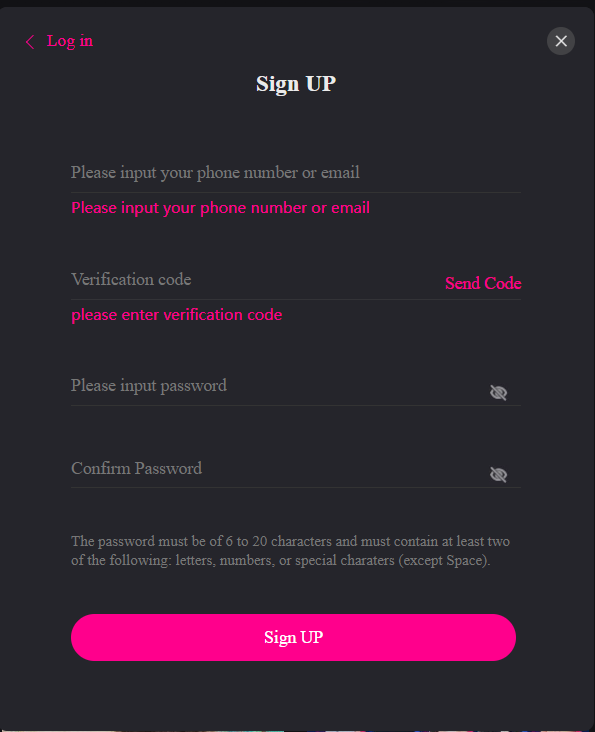 Log in
Sign UP
Please input your phone number or email
Please input your phone number or email
Verification code
Send Code
please enter verification code
Please input password
Confirm Password
The password must be of 6 to 20 characters and must contain at least two
of the following: letters, numbers, or special charaters (except Space).
Sign UP